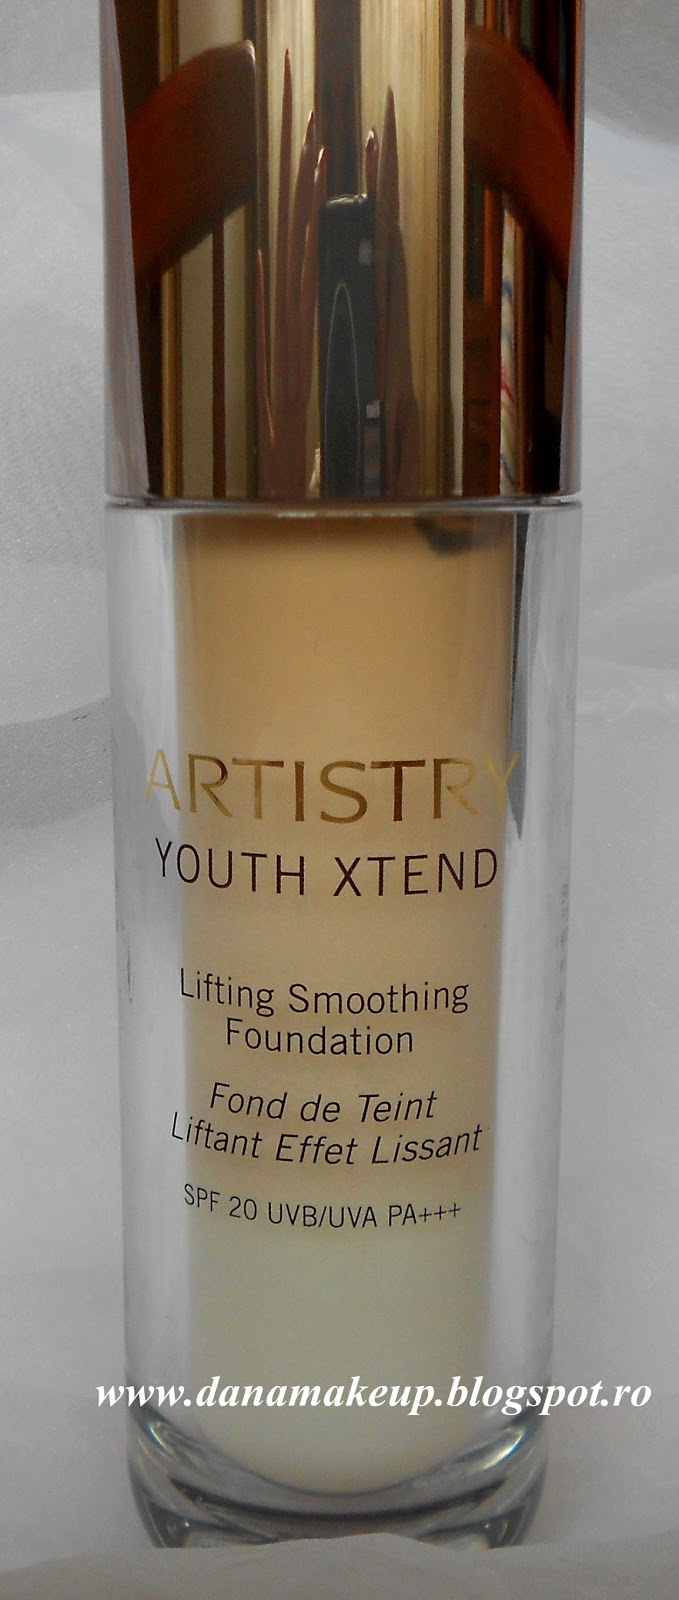 ARTISTRY
YOUTH XTEND
Lifting Smoothing
Foundation
Fond de Teint
Liftant Effet Lissant
SPF 20 UVB/UVA PA+++
www.danamakeup.blogspot.ro